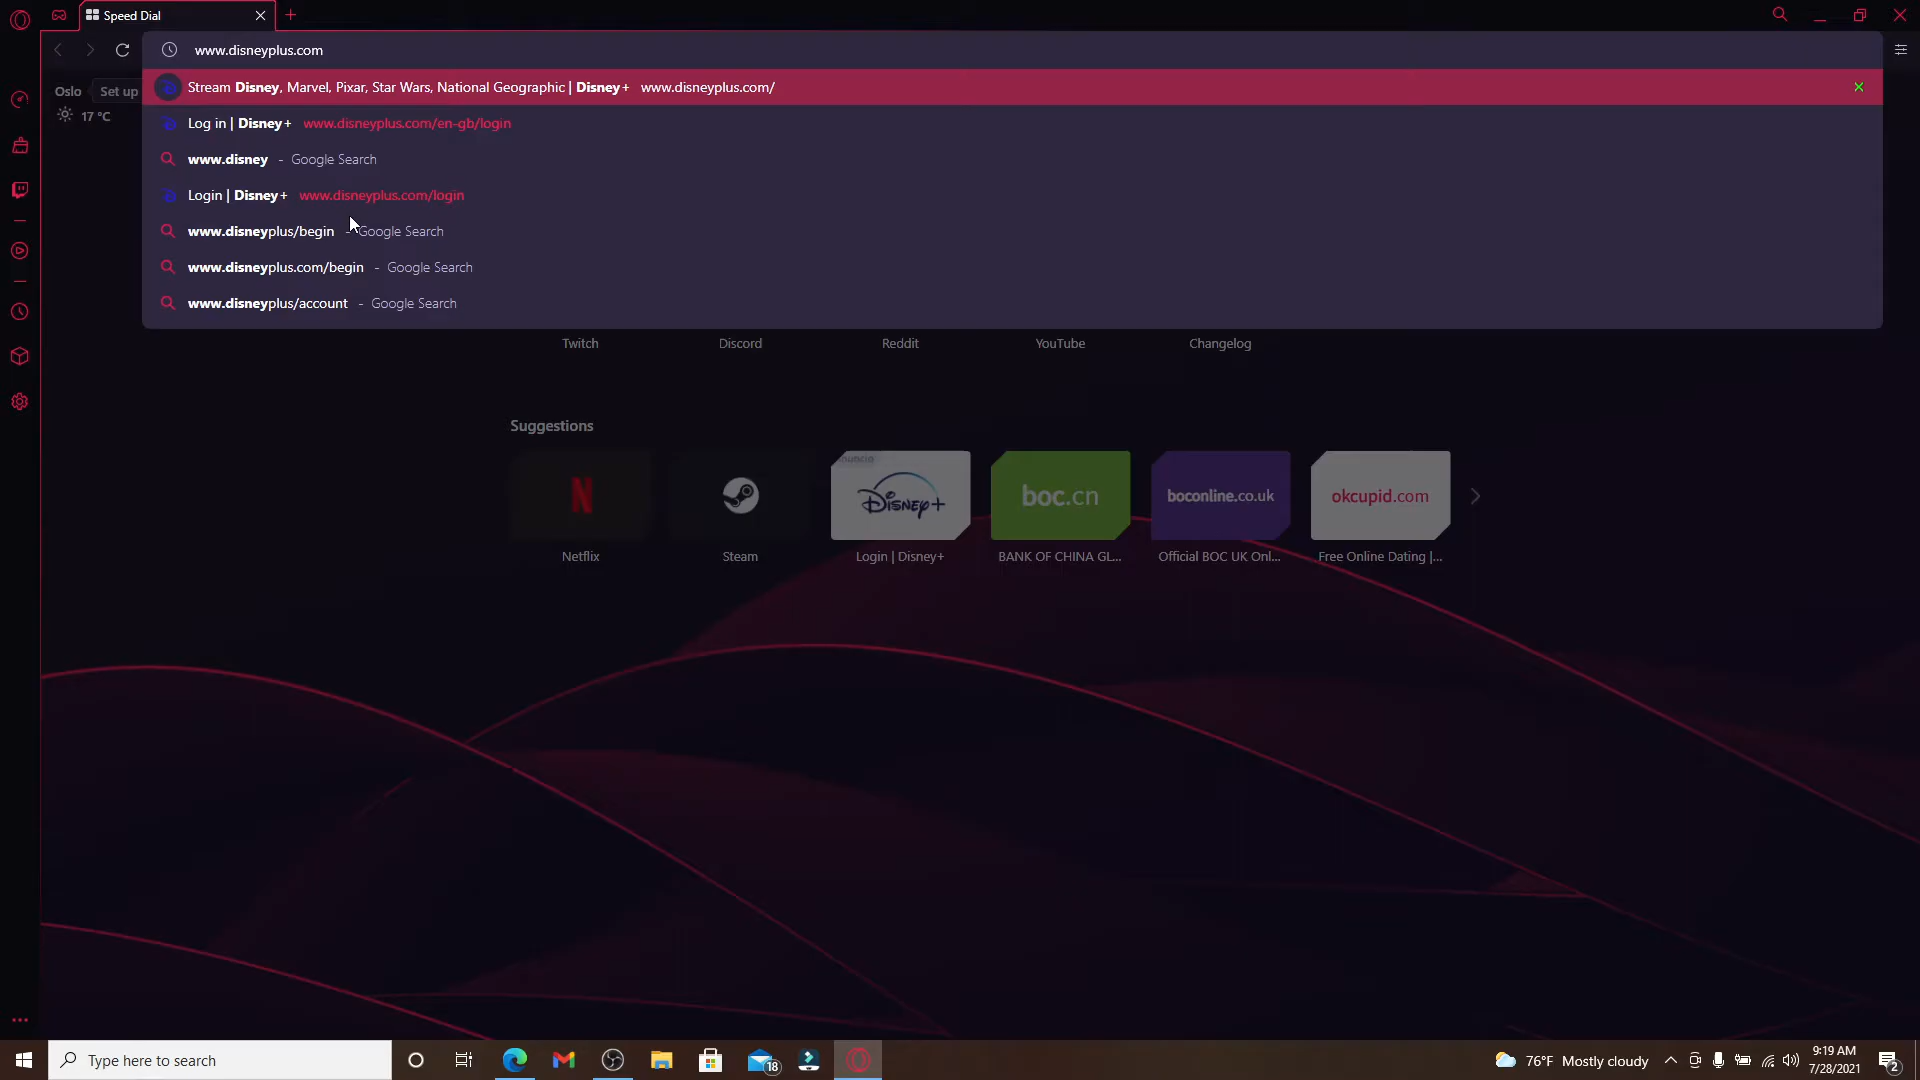 Speed Dial
www.disneyplus.com
Stream Disney, Marvel, Pixar, Star Wars, National Geographic | Disney+ www.disneyplus.com/
Oslo Set up
17 °C
Log in | Disney+ www.disneyplus.com/en-gb/login
www.disney - Google Search
Login | Disney+ www.disneyplus.com/login
www.disneyplus/begin - Google Search
www.disneyplus.com/begin - Google Search
www.disneyplus/account - Google Search
Twitch Discord Reddit YouTube Changelog
Suggestions
N Disney+ boc.cn boconline.co.uk okcupid.com
Netflix Steam Login | Disney+ BANK OF CHINA GL... Official BOC UK Onl... Free Online Dating |...
Type here to search
18
76°F Mostly cloudy
9:19 AM
7/28/2021
2